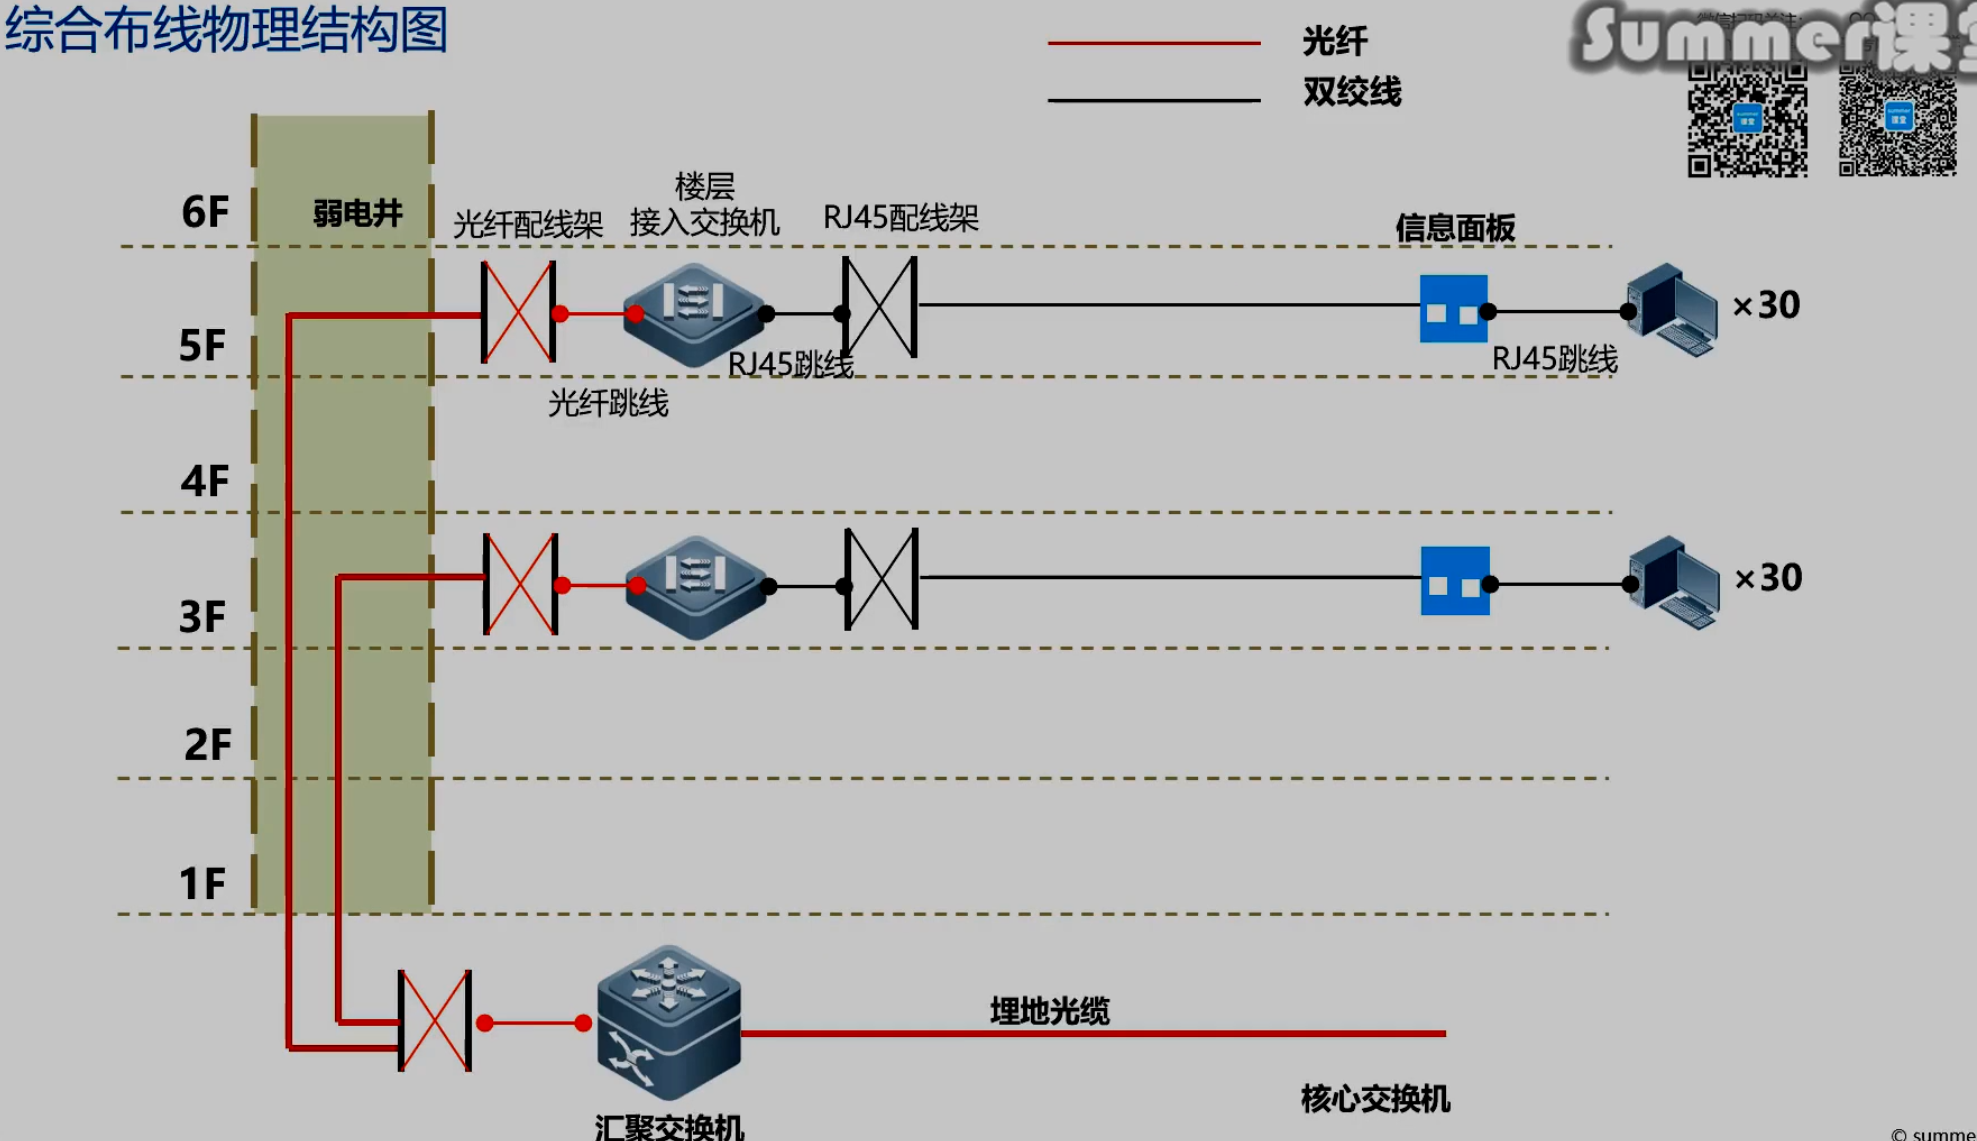 综合布线物理结构图
光纤
双绞线
Summer课堂
6F
弱电井
光纤配线架
楼层
接入交换机
RJ45配线架
信息面板
×30
5F
RJ45跳线
RJ45跳线
光纤跳线
4F
×30
3F
2F
1F
埋地光缆
核心交换机
汇聚交换机
© summe